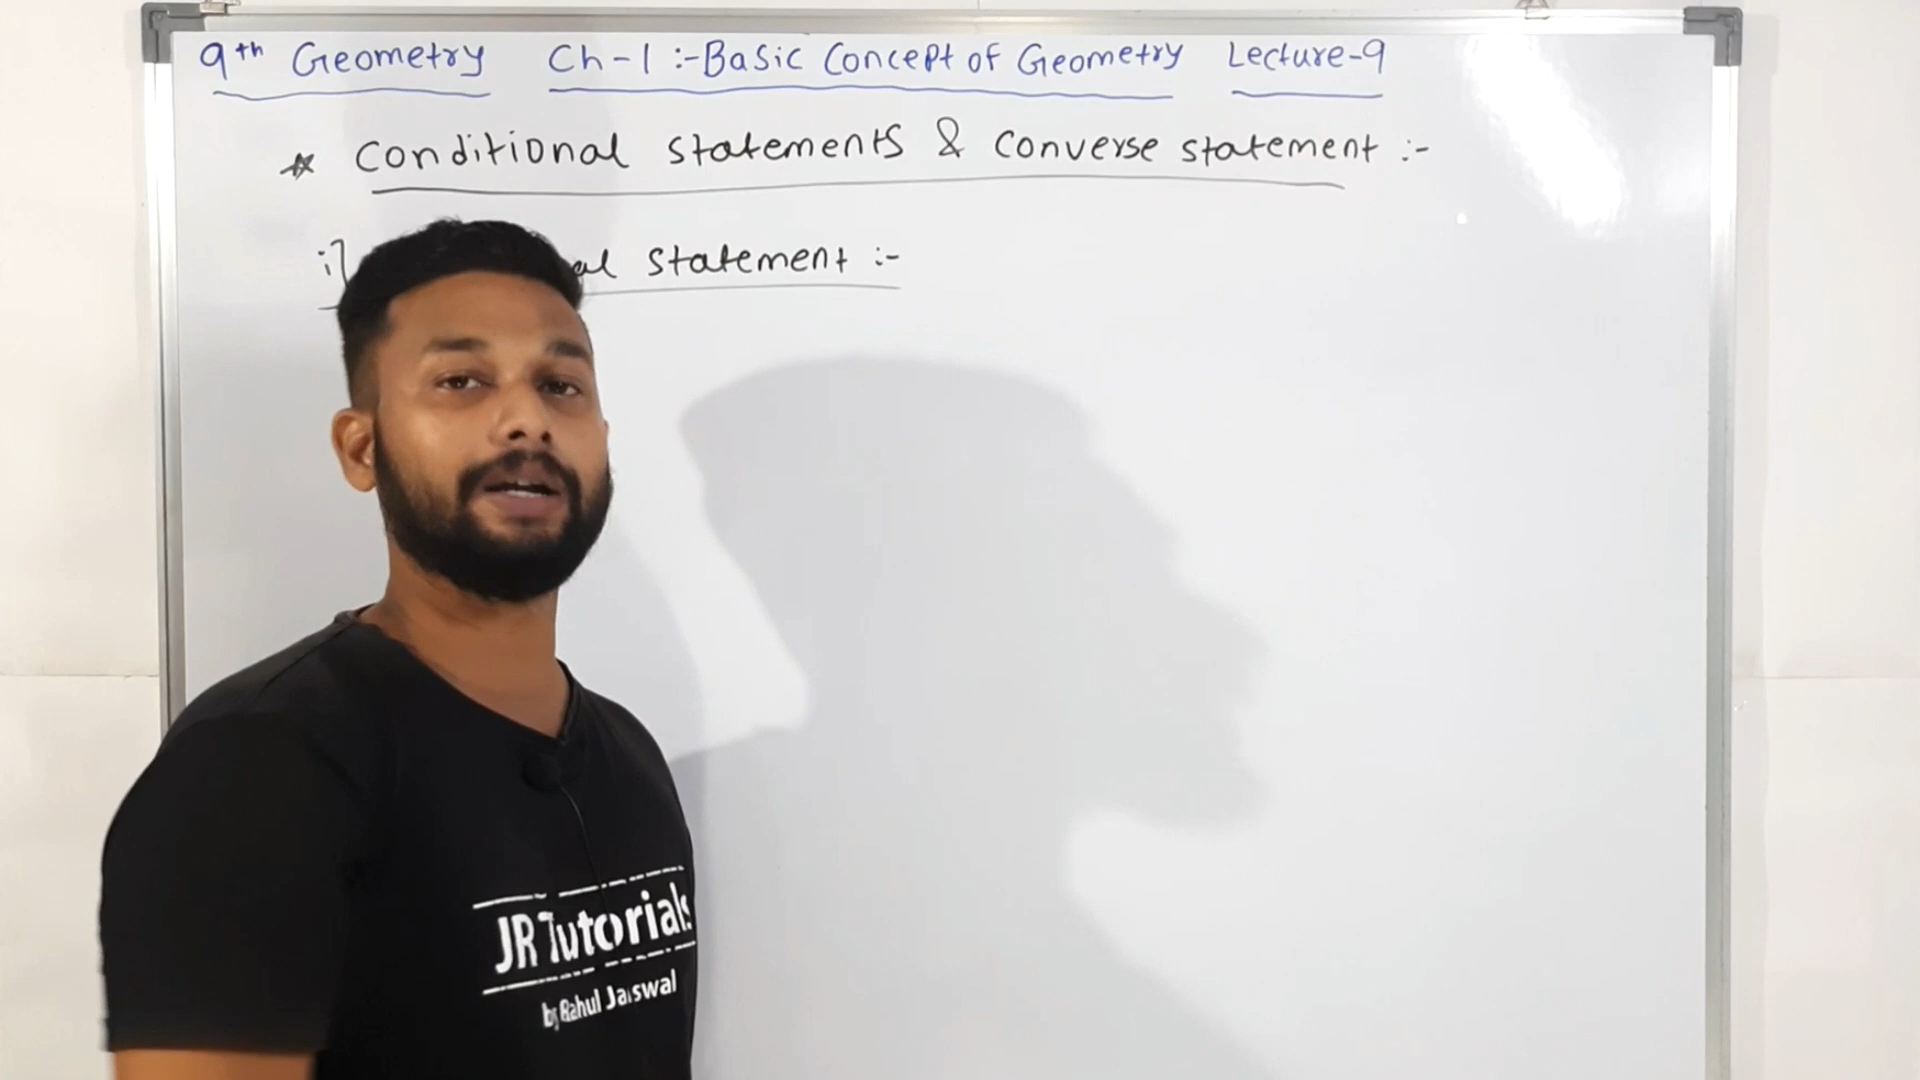 9th Geometry Ch-1 :- Basic Concept of Geometry Lecture-9
* Conditional statements & Converse statement :-
i] al statement :-
JR Tutorials
by Rahul Jaiswal